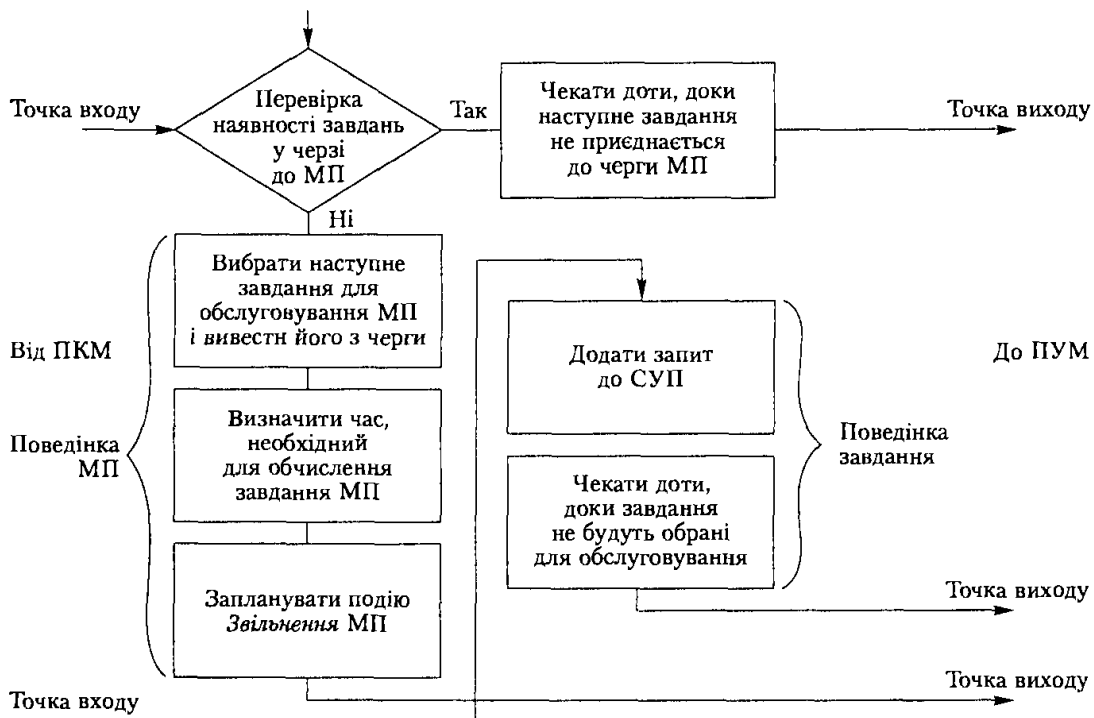 Точка входу
Перевірка
наявності завдань
у черзі
до МП
Так
Чекати доти, доки
наступне завдання
не приєднається
до черги МП
Точка виходу
Ні
Від ПКМ
Поведінка
МП
Вибрати наступне
завдання для
обслуговування МП
і вивестн його з черги
Визначити час,
необхідний
для обчислення
завдання МП
Запланувати подію
Звільнення МП
Додати запит
до СУП
Чекати доти,
доки завдання
не будуть обрані
для обслуговування
До ПУМ
Поведінка
завдання
Точка виходу
Точка входу
Точка виходу